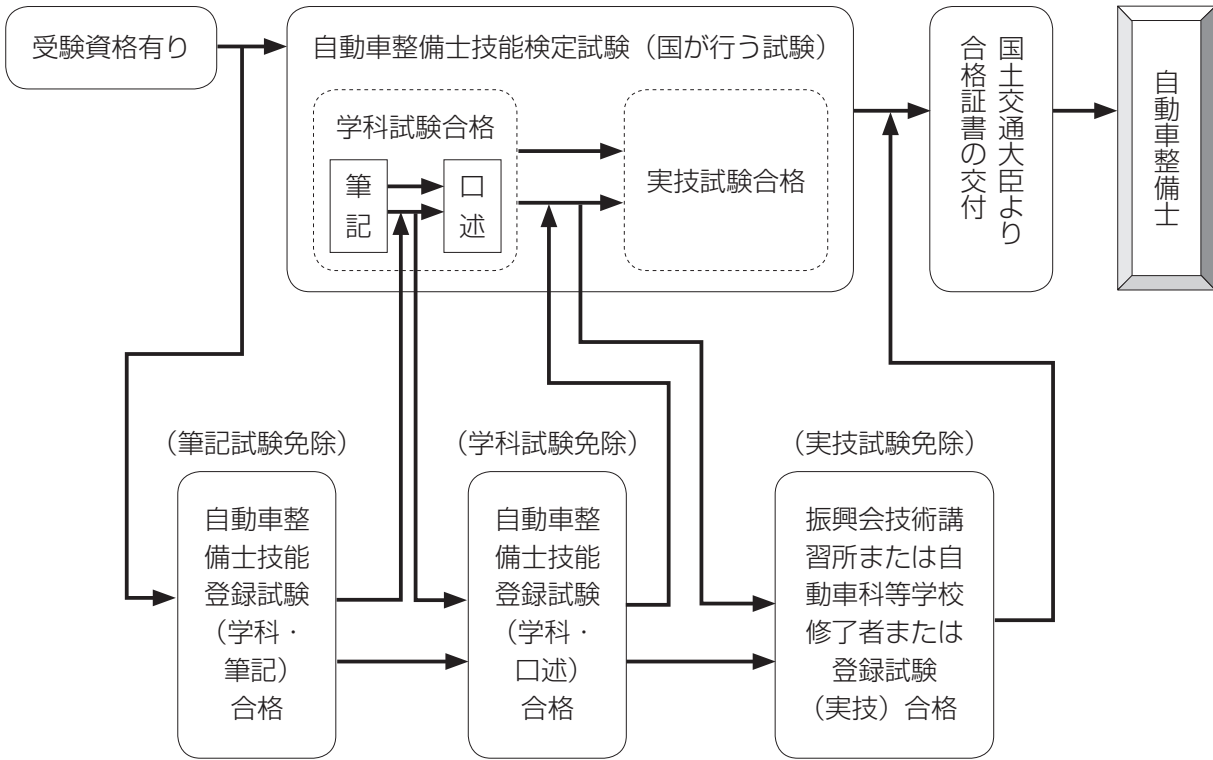 受験資格有り
自動車整備士技能検定試験（国が行う試験）
学科試験合格
筆記
口述
実技試験合格
国土交通大臣より
合格証書の交付
自動車整備士
（筆記試験免除）
自動車整
備士技能
登録試験
（学科・
筆記）
合格
（学科試験免除）
自動車整
備士技能
登録試験
（学科・
口述）
合格
（実技試験免除）
振興会技術講
習所または自
動車科等学校
修了者または
登録試験
（実技）合格